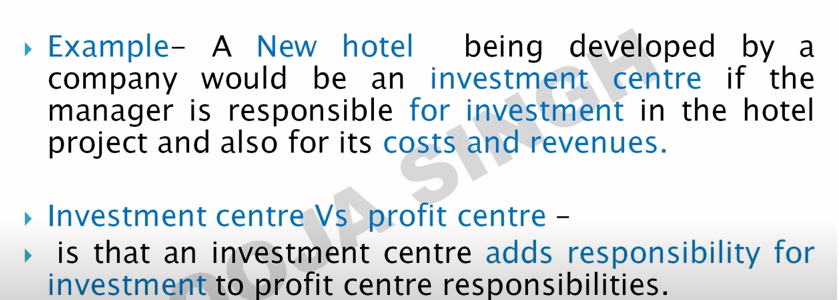 Example– A New hotel being developed by a
company would be an investment centre if the
manager is responsible for investment in the hotel
project and also for its costs and revenues.
Investment centre Vs profit centre –
is that an investment centre adds responsibility for
investment to profit centre responsibilities.
OOJA SINGH